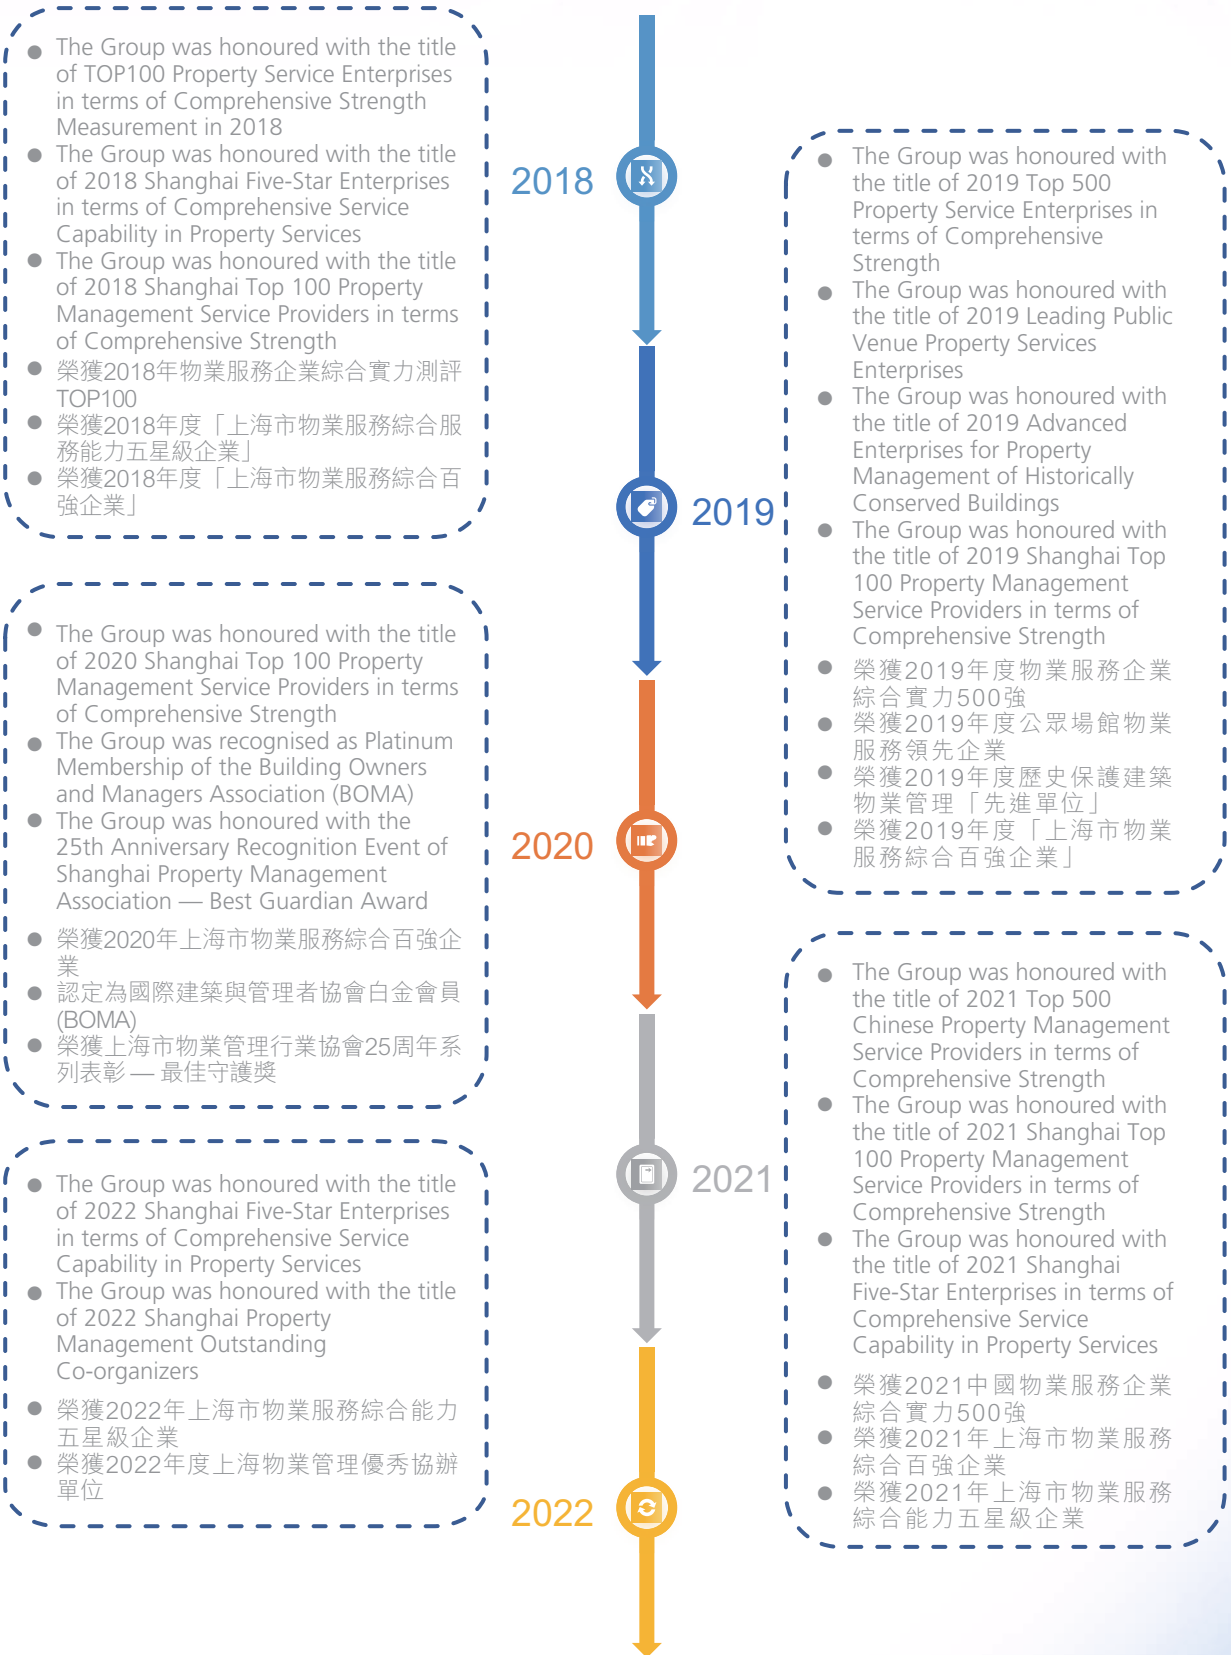 The Group was honoured with the title
of TOP100 Property Service Enterprises
in terms of Comprehensive Strength
Measurement in 2018
The Group was honoured with the title
of 2018 Shanghai Five-Star Enterprises
in terms of Comprehensive Service
Capability in Property Services
The Group was honoured with the title
of 2018 Shanghai Top 100 Property
Management Service Providers in terms
of Comprehensive Strength
榮獲2018年物業服務企業綜合實力測評
TOP100
榮獲2018年度「上海市物業服務綜合服
務能力五星級企業」
榮獲2018年度「上海市物業服務綜合百
強企業」
2018
The Group was honoured with
the title of 2019 Top 500
Property Service Enterprises in
terms of Comprehensive
Strength
The Group was honoured with
the title of 2019 Leading Public
Venue Property Services
Enterprises
The Group was honoured with
the title of 2019 Advanced
Enterprises for Property
Management of Historically
Conserved Buildings
The Group was honoured with
the title of 2019 Shanghai Top
100 Property Management
Service Providers in terms of
Comprehensive Strength
榮獲2019年度物業服務企業
綜合實力500強
榮獲2019年度公眾場館物業
服務領先企業
榮獲2019年度歷史保護建築
物業管理「先進單位」
榮獲2019年度「上海市物業
服務綜合百強企業」
2019
The Group was honoured with the title
of 2020 Shanghai Top 100 Property
Management Service Providers in terms
of Comprehensive Strength
The Group was recognised as Platinum
Membership of the Building Owners
and Managers Association (BOMA)
The Group was honoured with the
25th Anniversary Recognition Event of
Shanghai Property Management
Association — Best Guardian Award
榮獲2020年上海市物業服務綜合百強企
業
認定為國際建築與管理者協會白金會員
(BOMA)
榮獲上海市物業管理行業協會25周年系
列表彰 — 最佳守護獎
2020
The Group was honoured with
the title of 2021 Top 500
Chinese Property Management
Service Providers in terms of
Comprehensive Strength
The Group was honoured with
the title of 2021 Shanghai Top
100 Property Management
Service Providers in terms of
Comprehensive Strength
The Group was honoured with
the title of 2021 Shanghai
Five-Star Enterprises in terms of
Comprehensive Service
Capability in Property Services
榮獲2021中國物業服務企業
綜合實力500強
榮獲2021年上海市物業服務
綜合百強企業
榮獲2021年上海市物業服務
綜合能力五星級企業
2021
The Group was honoured with the title
of 2022 Shanghai Five-Star Enterprises
in terms of Comprehensive Service
Capability in Property Services
The Group was honoured with the title
of 2022 Shanghai Property
Management Outstanding
Co-organizers
榮獲2022年上海市物業服務綜合能力
五星級企業
榮獲2022年度上海物業管理優秀協辦
單位
2022